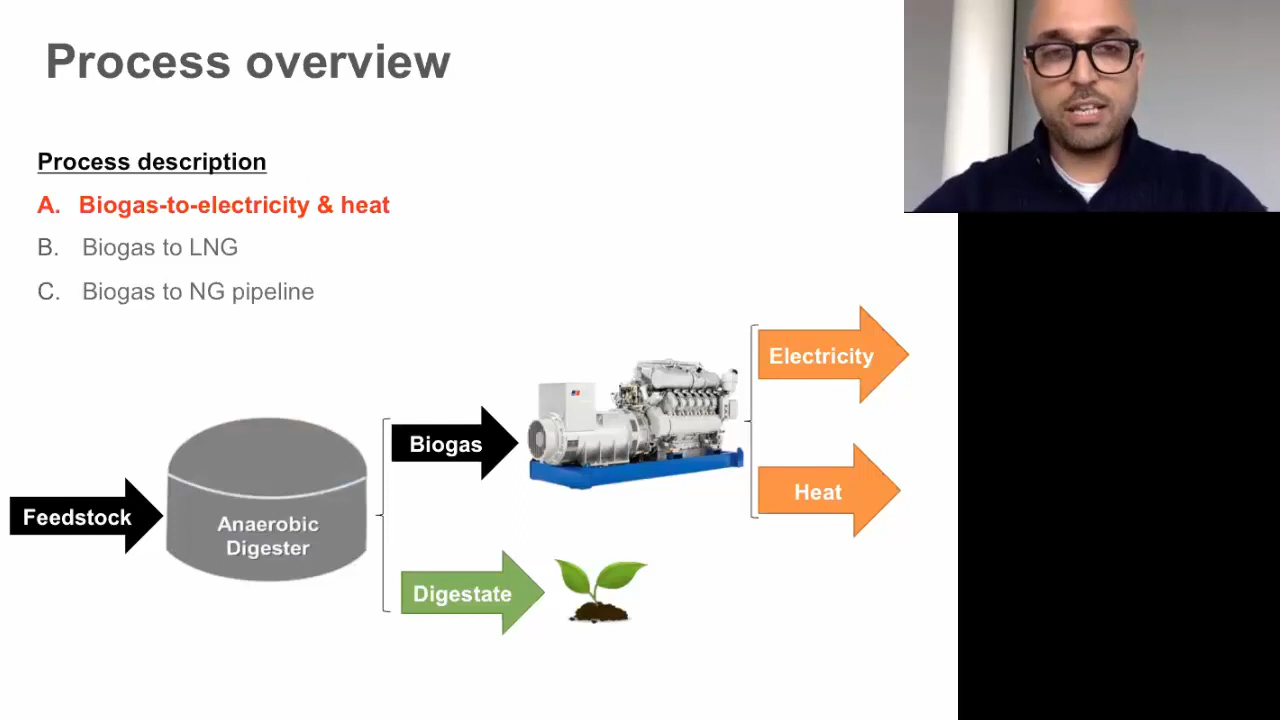 Process overview
Process description
A. Biogas-to-electricity & heat
B. Biogas to LNG
C. Biogas to NG pipeline
Electricity
Biogas
Heat
Feedstock
Anaerobic
Digester
Digestate